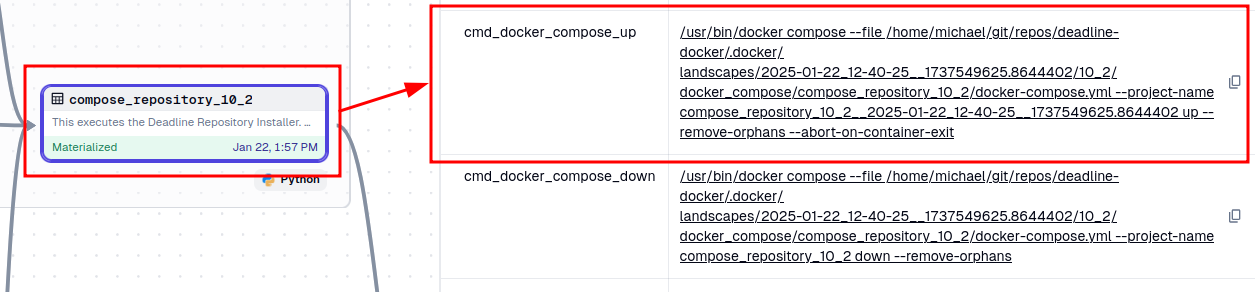 compose_repository_10_2
This executes the Deadline Repository Installer. ...
Materialized Jan 22, 1:57 PM
Python
cmd_docker_compose_up
/usr/bin/docker compose --file /home/michael/git/repos/deadline-
docker/.docker/
landscapes/2025-01-22_12-40-25__1737549625.8644402/10_2/
docker_compose/compose_repository_10_2/docker-compose.yml --project-name
compose_repository_10_2__2025-01-22_12-40-25__1737549625.8644402 up --
remove-orphans --abort-on-container-exit
cmd_docker_compose_down
/usr/bin/docker compose --file /home/michael/git/repos/deadline-
docker/.docker/
landscapes/2025-01-22_12-40-25__1737549625.8644402/10_2/
docker_compose/compose_repository_10_2/docker-compose.yml --project-name
compose_repository_10_2 down --remove-orphans